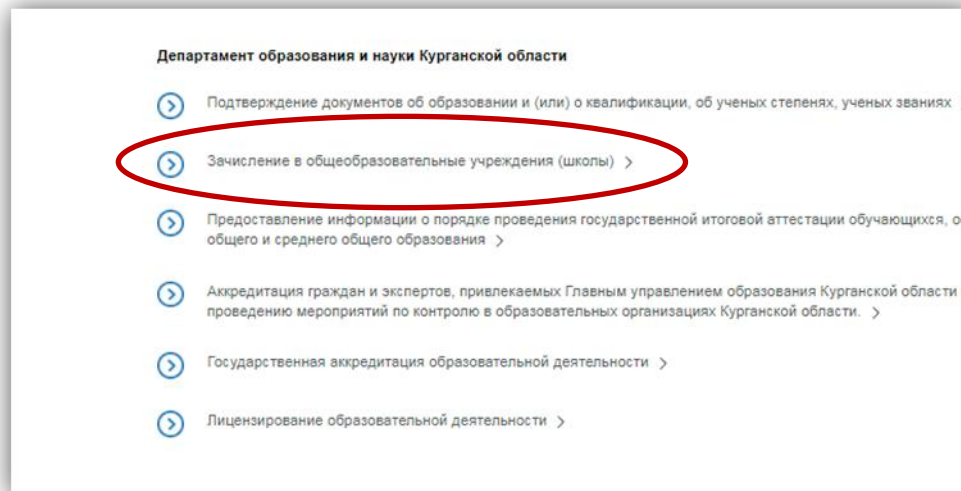 Департамент образования и науки Курганской области
Подтверждение документов об образовании и (или) о квалификации, об ученых степенях, ученых званиях
Зачисление в общеобразовательные учреждения (школы)
Предоставление информации о порядке проведения государственной итоговой аттестации обучающихся, о
общего и среднего общего образования
Аккредитация граждан и экспертов, привлекаемых Главным управлением образования Курганской области
проведению мероприятий по контролю в образовательных организациях Курганской области.
Государственная аккредитация образовательной деятельности
Лицензирование образовательной деятельности